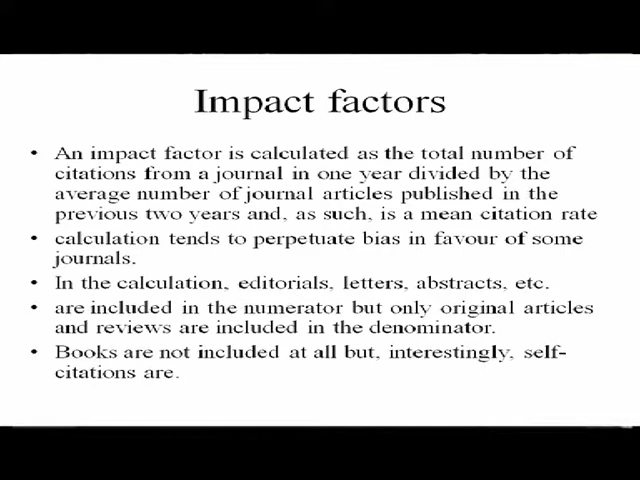 Impact factors
• An impact factor is calculated as the total number of
citations from a journal in one year divided by the
average number of journal articles published in the
previous two years and, as such, is a mean citation rate
• calculation tends to perpetuate bias in favour of some
journals.
• In the calculation, editorials, letters, abstracts, etc.
• are included in the numerator but only original articles
and reviews are included in the denominator.
• Books are not included at all but, interestingly, self-
citations are.